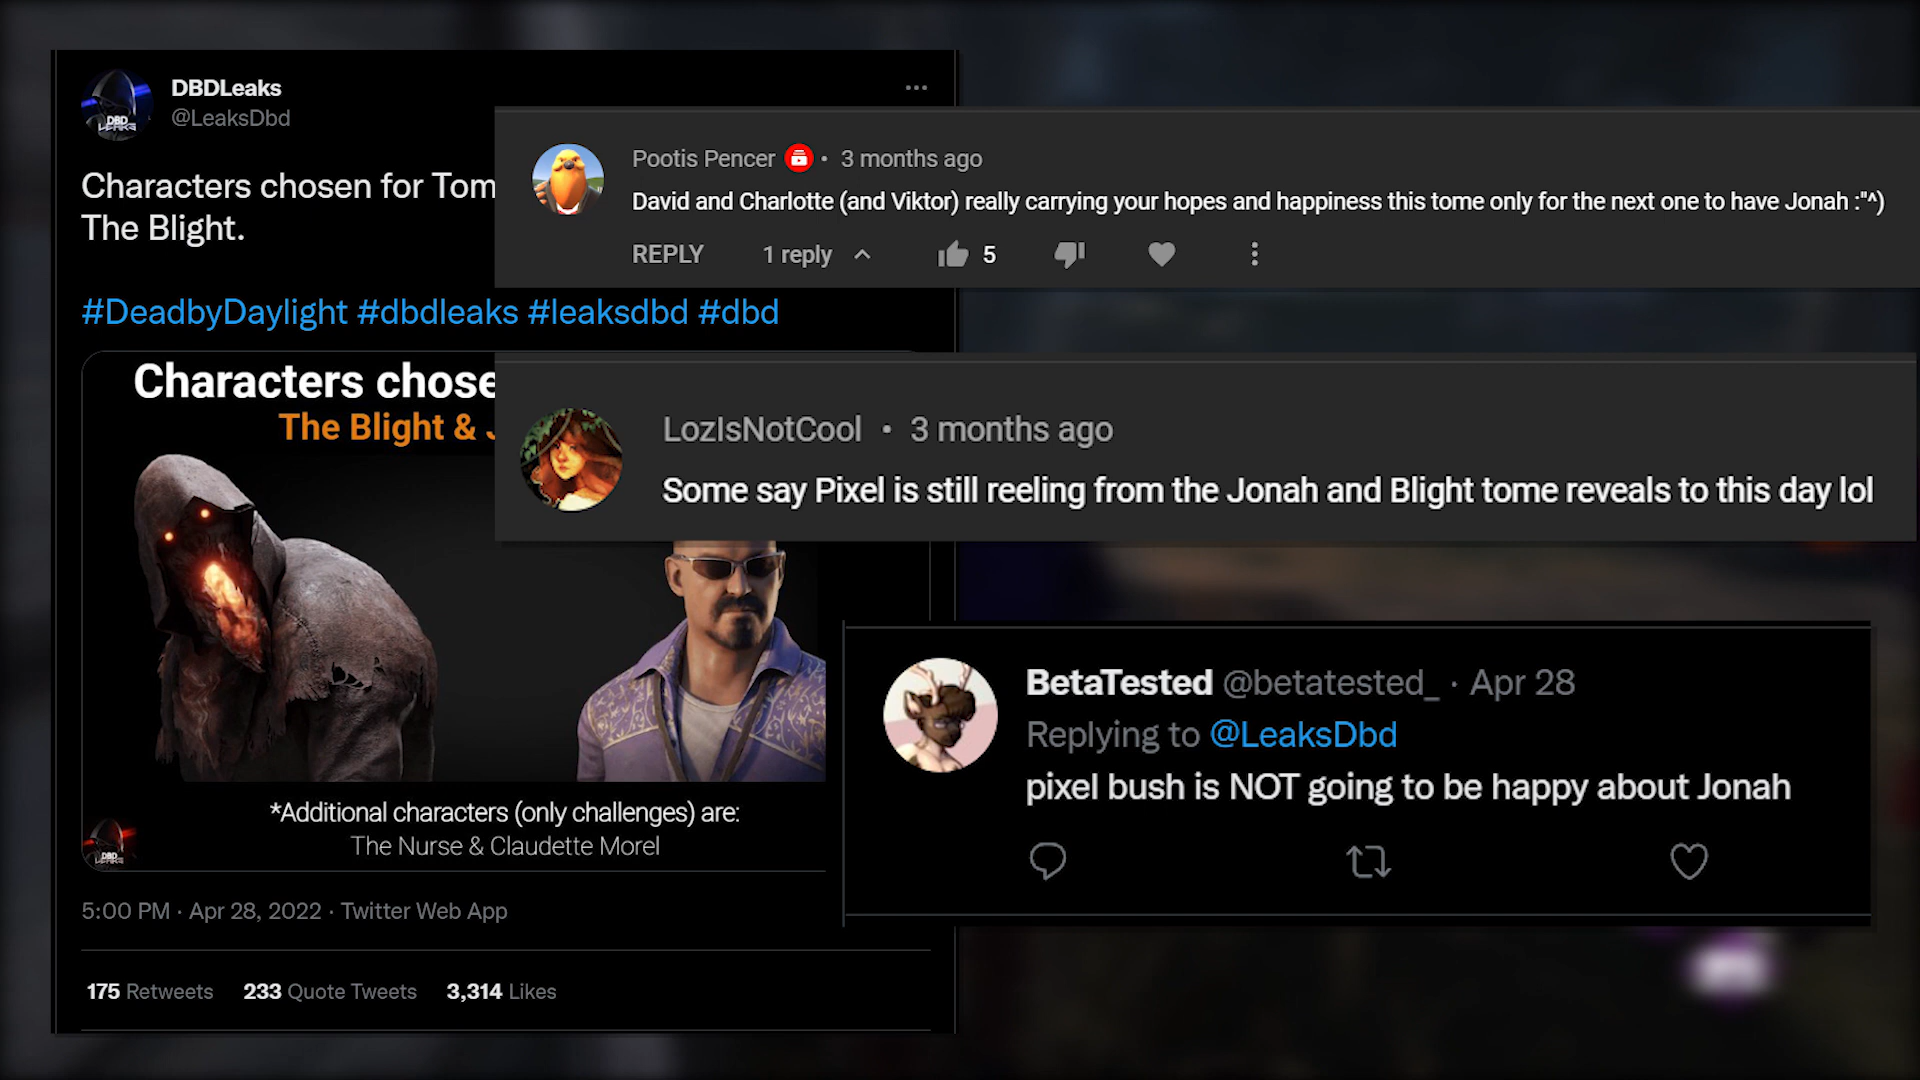 DBDLeaks
@LeaksDbd
Characters chosen for Tom
The Blight.
#DeadbyDaylight #dbdleaks #leaksdbd #dbd
Characters chose
The Blight &
*Additional characters (only challenges) are:
The Nurse & Claudette Morel
5:00 PM · Apr 28, 2022 · Twitter Web App
175 Retweets 233 Quote Tweets 3,314 Likes
Pootis Pencer • 3 months ago
David and Charlotte (and Viktor) really carrying your hopes and happiness this tome only for the next one to have Jonah :"^)
REPLY 1 reply 5
LozIsNotCool • 3 months ago
Some say Pixel is still reeling from the Jonah and Blight tome reveals to this day lol
BetaTested @betatested_ · Apr 28
Replying to @LeaksDbd
pixel bush is NOT going to be happy about Jonah
DBD
LEAKS
DBD
LEAKS